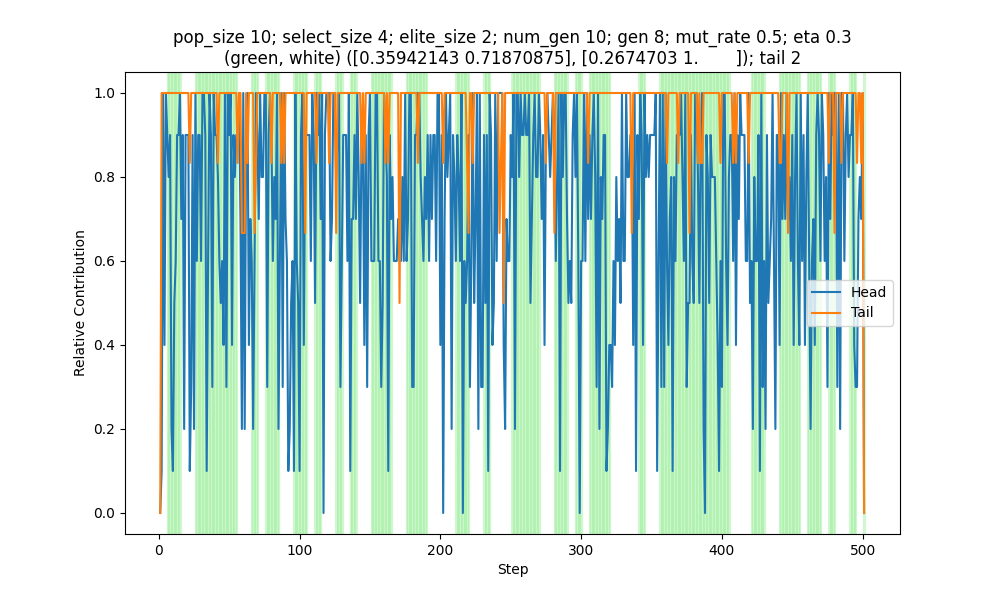 pop_size 10; select_size 4; elite_size 2; num_gen 10; gen 8; mut_rate 0.5; eta 0.3
(green, white) ([0.35942143 0.71870875], [0.2674703 1.        ]); tail 2
1.0
0.8
0.6
0.4
0.2
0.0
Relative Contribution
Head
Tail
0
100
200
300
400
500
Step